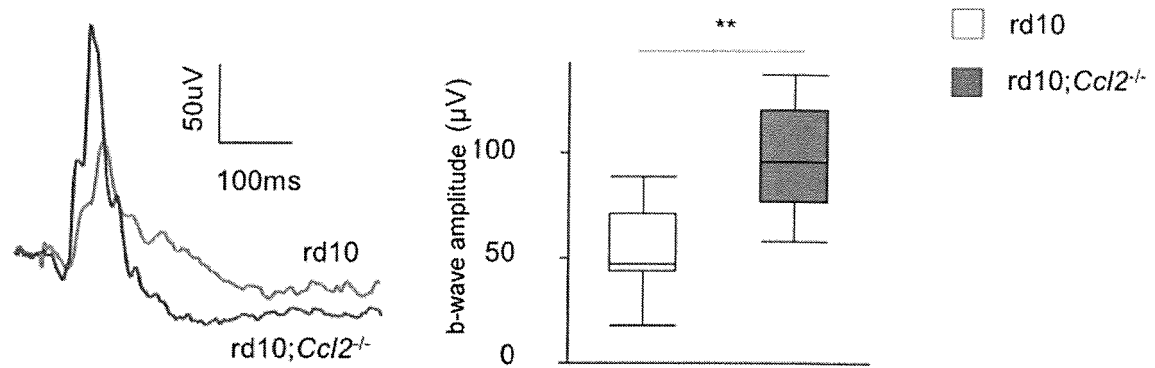 50uV
100ms
rd10
rd10;Ccl2-/-
b-wave amplitude (µV)
100
50
0
**
rd10
rd10;Ccl2-/-